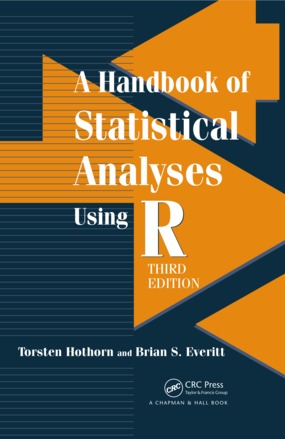 A Handbook of
Statistical
Analyses
Using R
THIRD
EDITION
Torsten Hothorn and Brian S. Everitt
CRC
CRC Press
Taylor & Francis Group
A CHAPMAN & HALL BOOK